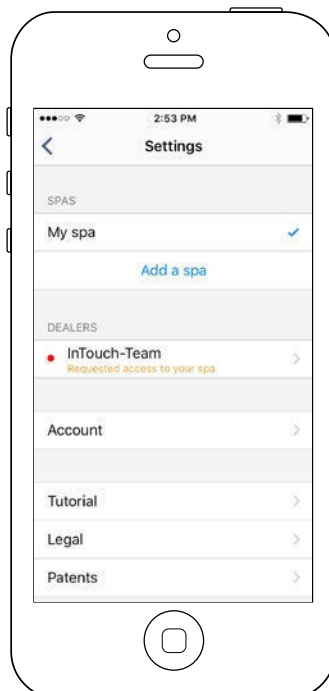 2:53 PM
Settings
SPAS
My spa
Add a spa
DEALERS
InTouch-Team
Requested access to your spa
Account
Tutorial
Legal
Patents